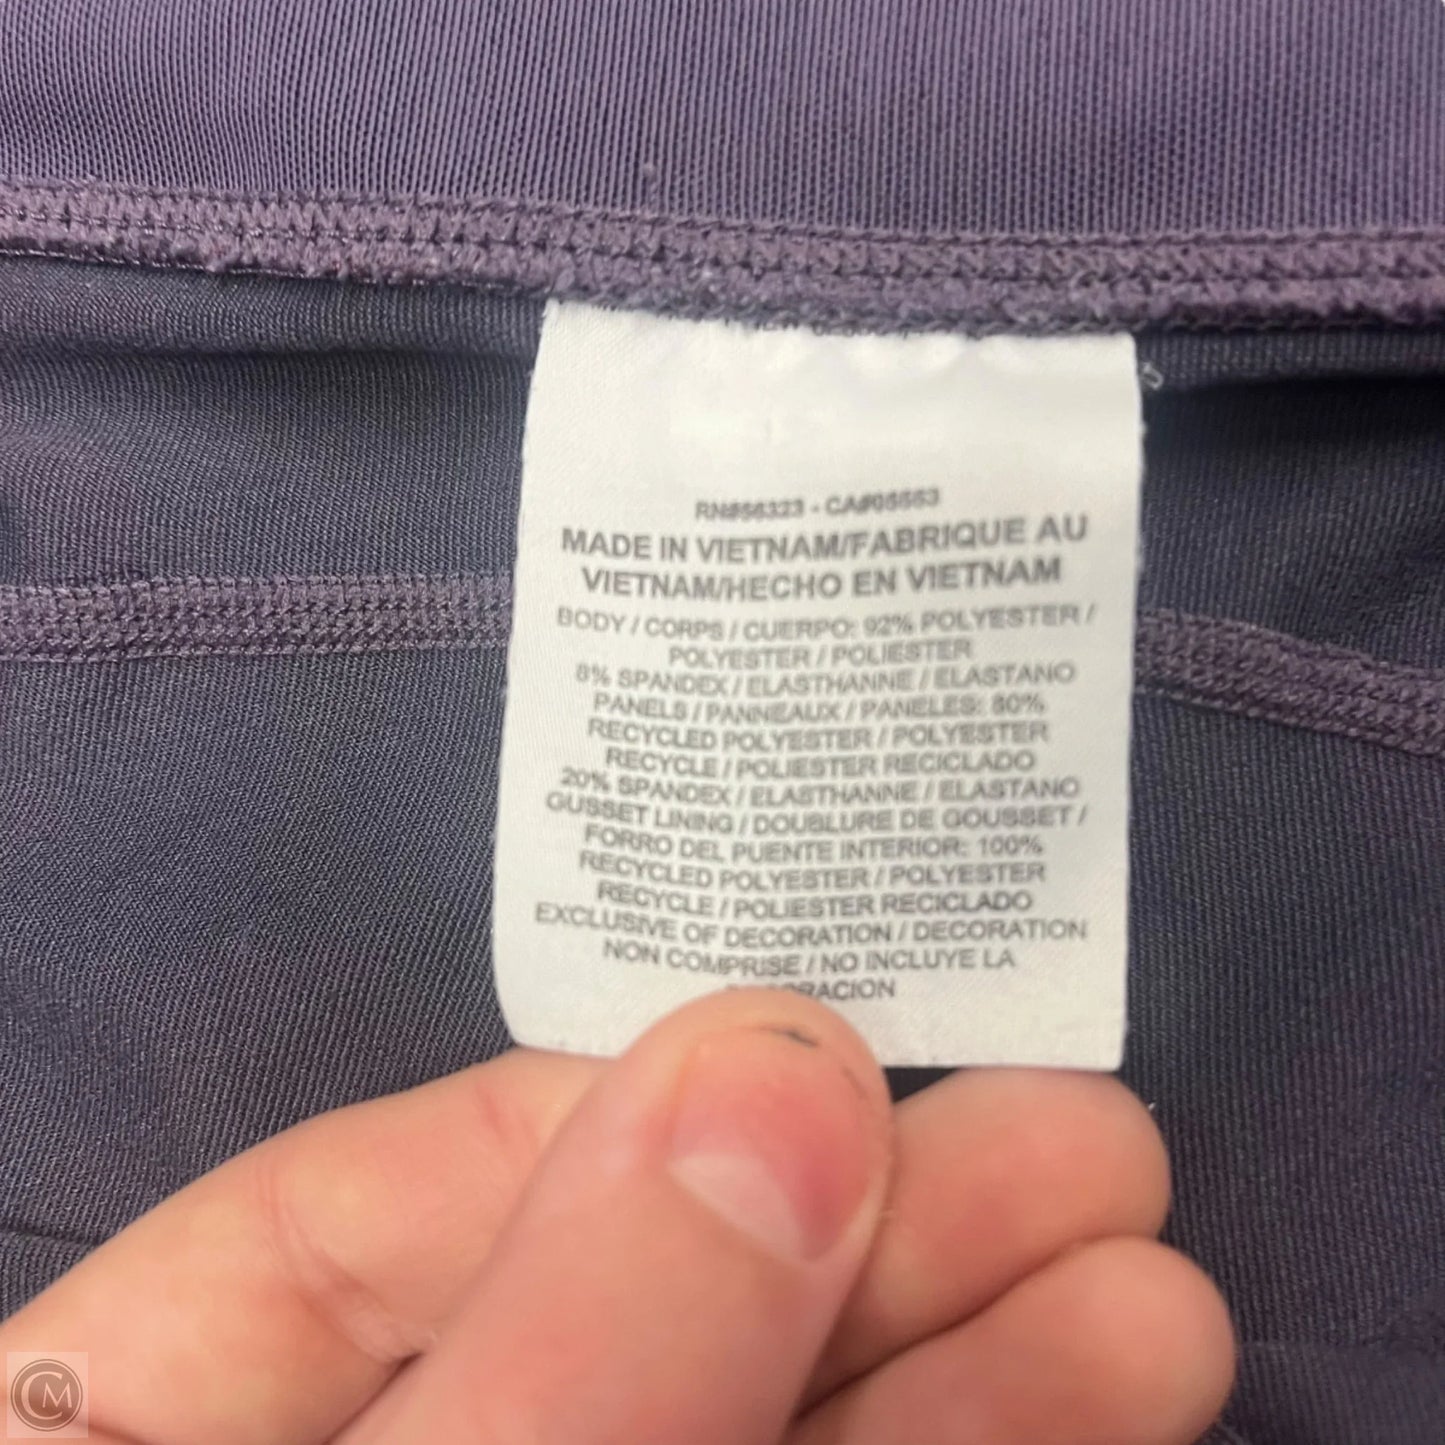 RN#56323 - CA#05553
MADE IN VIETNAM/FABRIQUE AU
VIETNAM/HECHO EN VIETNAM
BODY / CORPS / CUERPO: 92% POLYESTER /
POLYESTER / POLIESTER
8% SPANDEX / ELASTHANNE / ELASTANO
PANELS / PANNEAUX / PANELES: 80%
RECYCLED POLYESTER / POLYESTER
RECYCLE / POLIESTER RECICLADO
20% SPANDEX / ELASTHANNE / ELASTANO
GUSSET LINING / DOUBLURE DE GOUSSET /
FORRO DEL PUENTE INTERIOR: 100%
RECYCLED POLYESTER / POLYESTER
RECYCLE / POLIESTER RECICLADO
EXCLUSIVE OF DECORATION / DECORATION
NON COMPRISE / NO INCLUYE LA
RACION
CM